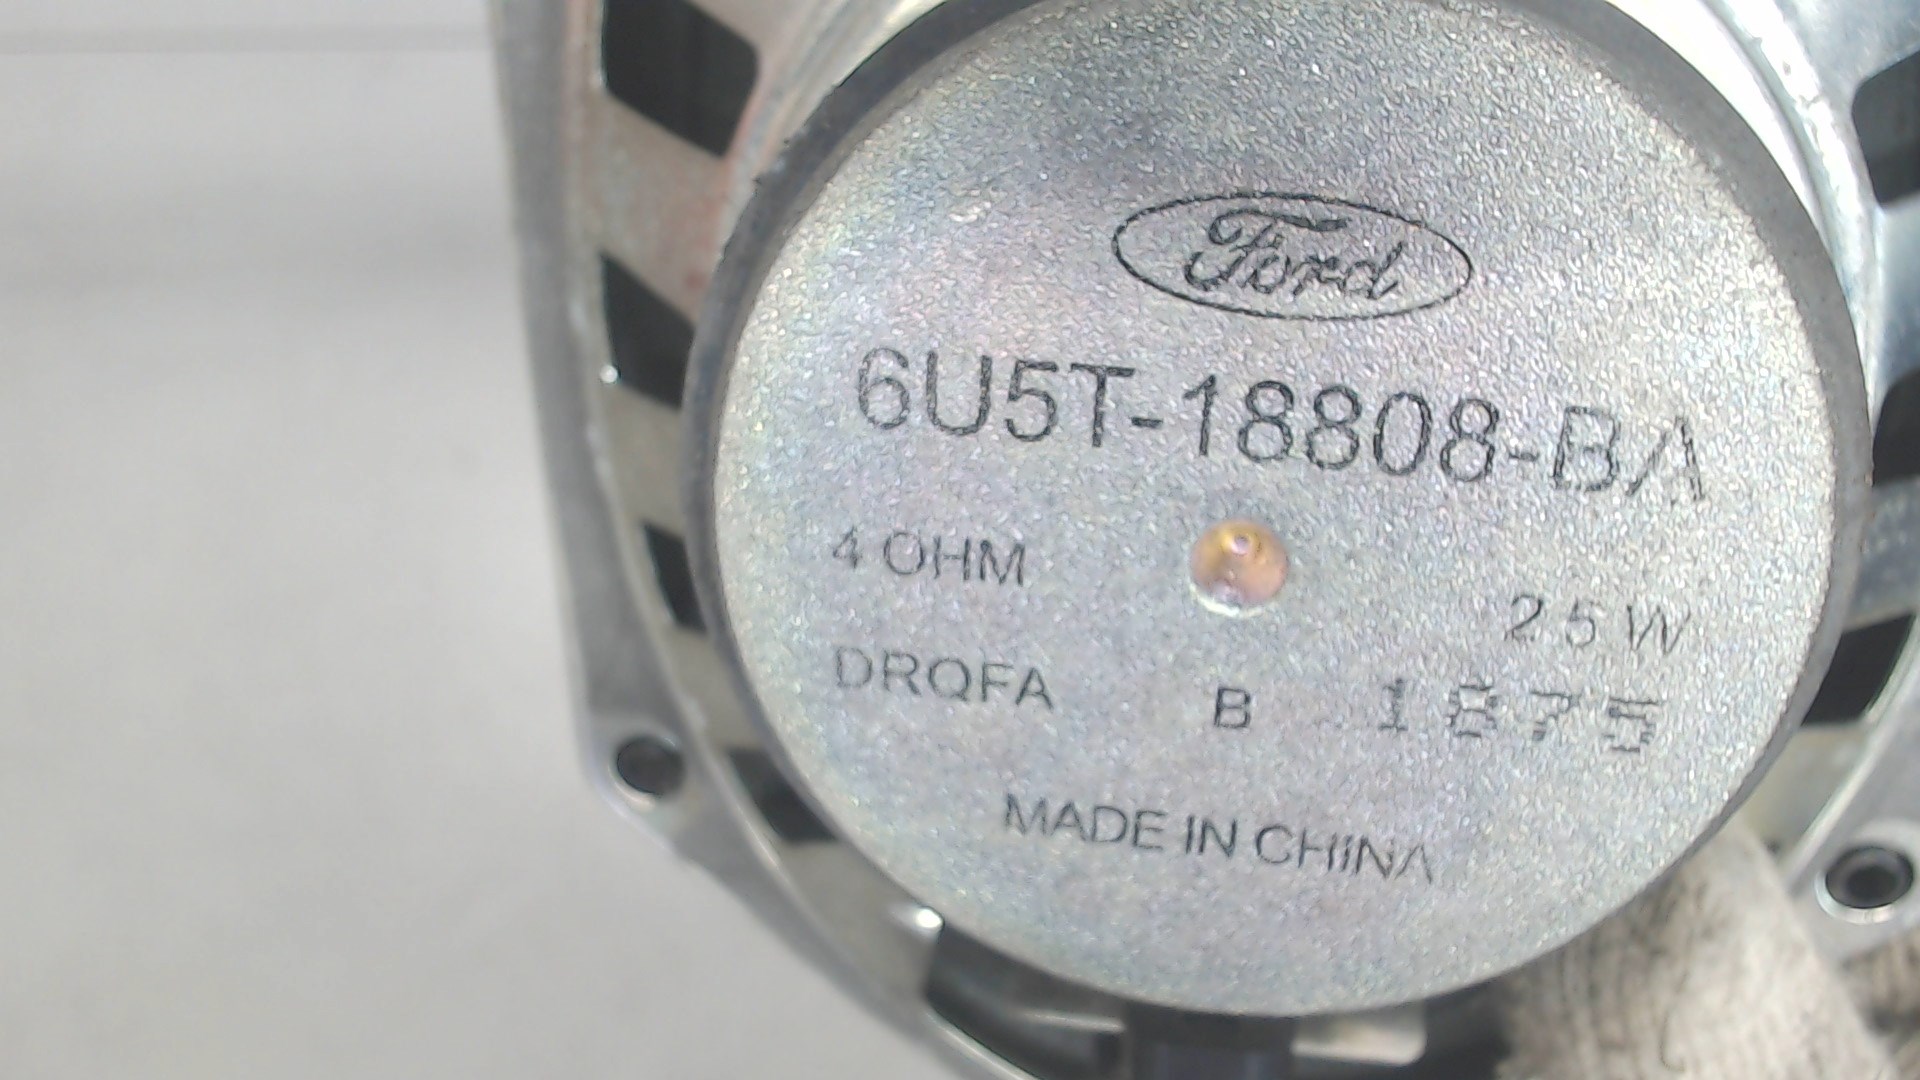 Ford
6U5T-18808-BA
4 OHM
25W
DRQFA B 1875
MADE IN CHINA